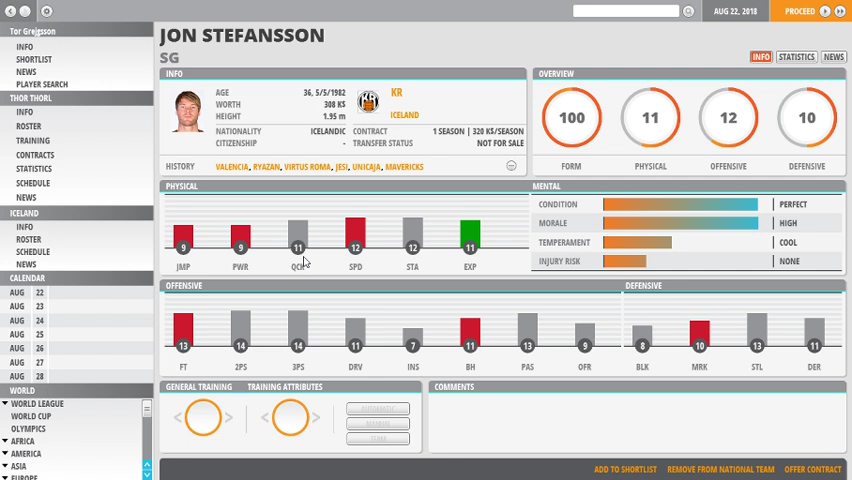 AUG 22, 2018
PROCEED
Tor Grejgsson
INFO
SHORTLIST
NEWS
PLAYER SEARCH
THOR THORL
INFO
ROSTER
TRAINING
CONTRACTS
STATISTICS
SCHEDULE
NEWS
ICELAND
INFO
ROSTER
SCHEDULE
NEWS
CALENDAR
AUG 22
AUG 23
AUG 24
AUG 25
AUG 26
AUG 27
AUG 28
WORLD
WORLD LEAGUE
WORLD CUP
OLYMPICS
AFRICA
AMERICA
ASIA
EUROPE
JON STEFANSSON
SG
INFO STATISTICS NEWS
INFO
AGE 36, 5/5/1982
WORTH 308 K$
HEIGHT 1.95 m
NATIONALITY ICELANDIC
CITIZENSHIP -
KR
KR
ICELAND
CONTRACT 1 SEASON | 320 K$/SEASON
TRANSFER STATUS NOT FOR SALE
HISTORY VALENCIA, RYAZAN, VIRTUS ROMA, JESI, UNICAJA, MAVERICKS
OVERVIEW
100 11 12 10
FORM PHYSICAL OFFENSIVE DEFENSIVE
PHYSICAL
9 9 11 12 12 11
JMP PWR QCK SPD STA EXP
MENTAL
CONDITION PERFECT
MORALE HIGH
TEMPERAMENT COOL
INJURY RISK NONE
OFFENSIVE
13 14 14 11 7 11 13 9
FT 2PS 3PS DRV INS BH PAS OFR
DEFENSIVE
8 10 13 11
BLK MRK STL DER
GENERAL TRAINING TRAINING ATTRIBUTES
AUTOMATIC
MANUAL
TEAM
COMMENTS
ADD TO SHORTLIST REMOVE FROM NATIONAL TEAM OFFER CONTRACT